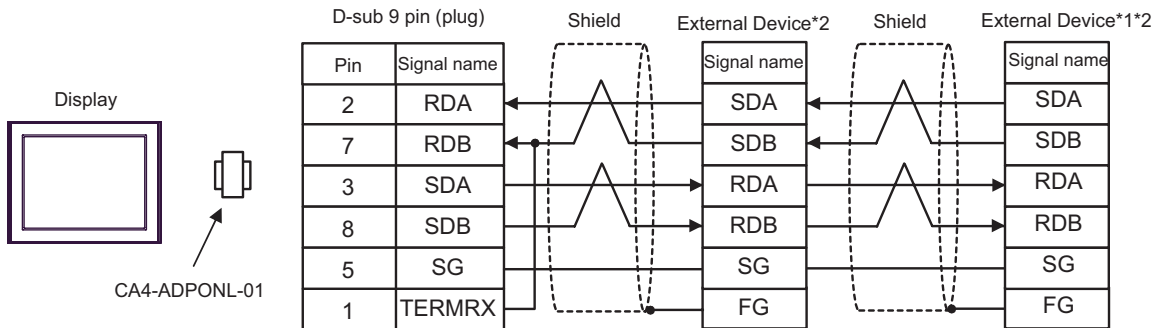 D-sub 9 pin (plug) Shield External Device*2 Shield External Device*1*2
Display
CA4-ADPONL-01
Pin Signal name Signal name Signal name
2 RDA SDA SDA
7 RDB SDB SDB
3 SDA RDA RDA
8 SDB RDB RDB
5 SG SG SG
1 TERMRX FG FG